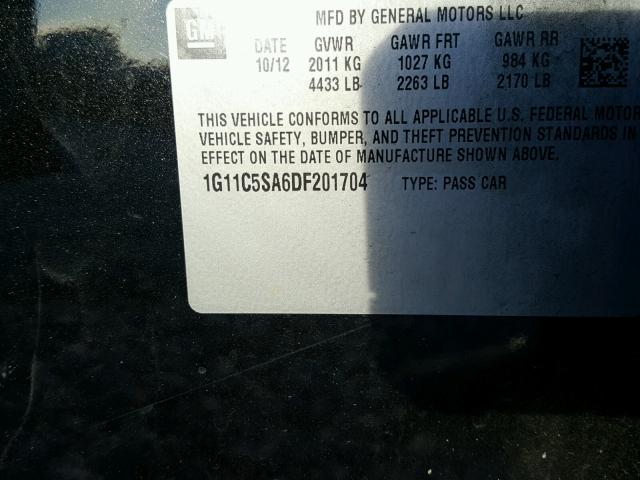 GM
MFD BY GENERAL MOTORS LLC
DATE GVWR GAWR FRT GAWR RR
10/12 2011 KG 1027 KG 984 KG
4433 LB 2263 LB 2170 LB
THIS VEHICLE CONFORMS TO ALL APPLICABLE U.S. FEDERAL MOTOR
VEHICLE SAFETY, BUMPER, AND THEFT PREVENTION STANDARDS IN
EFFECT ON THE DATE OF MANUFACTURE SHOWN ABOVE.
1G11C5SA6DF201704 TYPE: PASS CAR